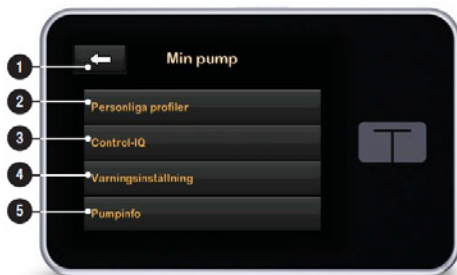 Min pump
1
2 Personliga profiler
3 Control-IQ
4 Varningsinställning
5 Pumpinfo